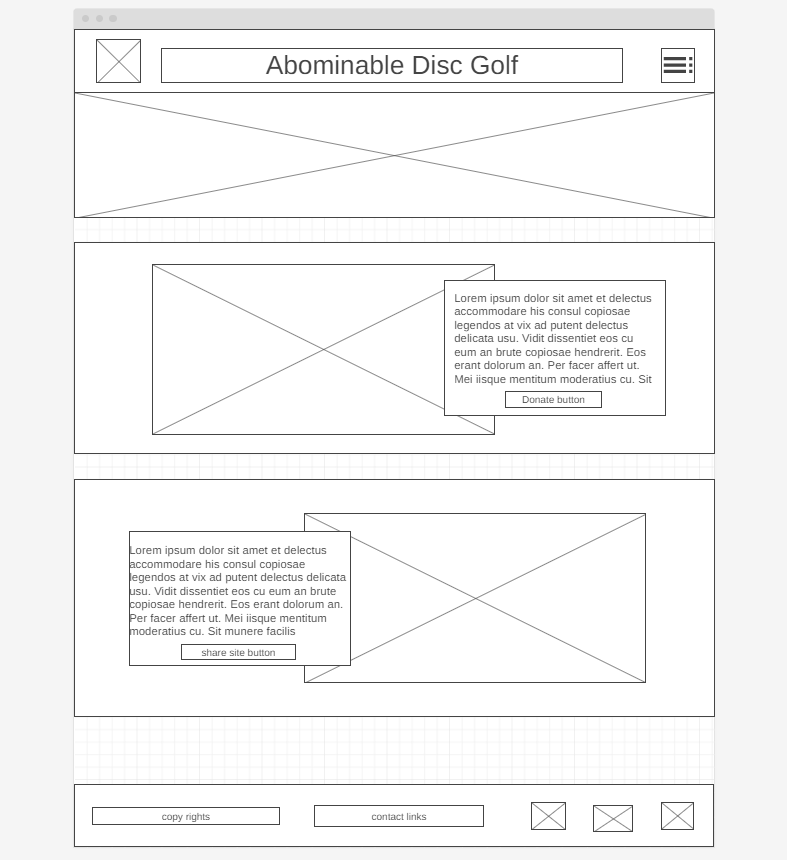 Abominable Disc Golf
Lorem ipsum dolor sit amet et delectus
accommodare his consul copiosae
legendos at vix ad putent delectus
delicata usu. Vidit dissentiet eos cu
eum an brute copiosae hendrerit. Eos
erant dolorum an. Per facer affert ut.
Mei iisque mentitum moderatius cu. Sit
Donate button
Lorem ipsum dolor sit amet et delectus
accommodare his consul copiosae
legendos at vix ad putent delectus delicata
usu. Vidit dissentiet eos cu eum an brute
copiosae hendrerit. Eos erant dolorum an.
Per facer affert ut. Mei iisque mentitum
moderatius cu. Sit munere facilis
share site button
copy rights
contact links